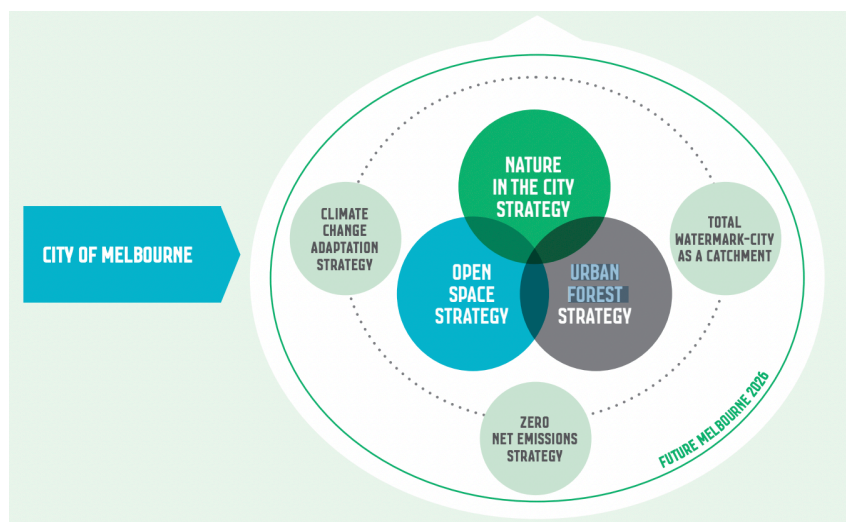 CITY OF MELBOURNE
NATURE
IN THE CITY
STRATEGY
CLIMATE
CHANGE
ADAPTATION
STRATEGY
TOTAL
WATERMARK-CITY
AS A CATCHMENT
OPEN
SPACE
STRATEGY
URBAN
FOREST
STRATEGY
ZERO
NET EMISSIONS
STRATEGY
FUTURE MELBOURNE 2026